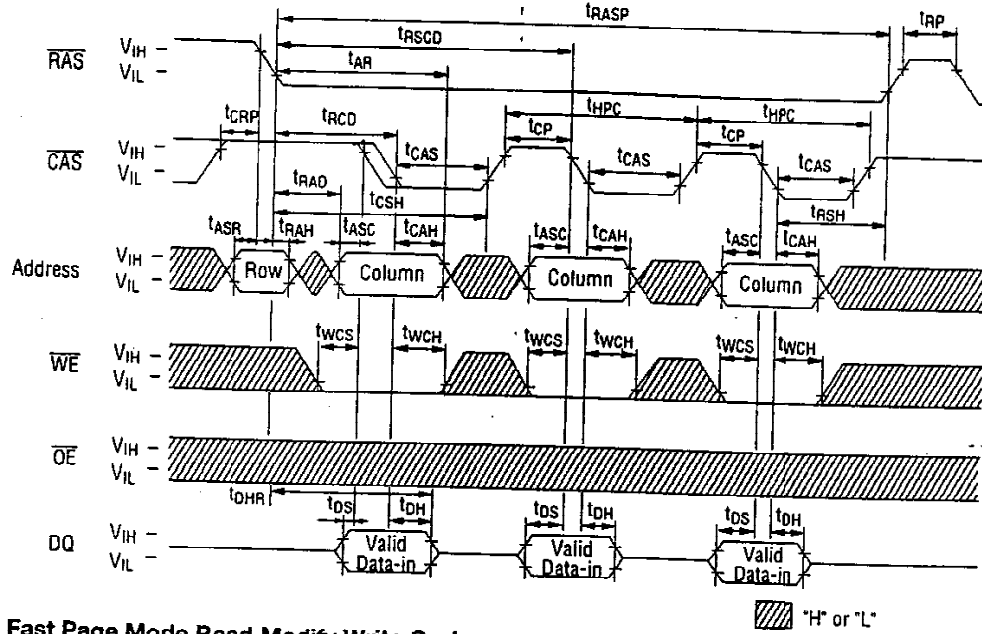 tRASP
tRP
tRSCD
RAS
VIH
VIL
tAR
tCRP
tRCD
tHPC
tHPC
tCP
tCP
CAS
VIH
VIL
tCAS
tCAS
tCAS
tRAD
tCSH
tRSH
tASR
tRAH
tASC
tCAH
tASC
tCAH
tASC
tCAH
Address
VIH
VIL
Row
Column
Column
Column
tWCS
tWCH
tWCS
tWCH
tWCS
tWCH
WE
VIH
VIL
OE
VIH
VIL
tDHR
tDS
tDH
tDS
tDH
tDS
tDH
DQ
VIH
VIL
Valid
Data-in
Valid
Data-in
Valid
Data-in
"H" or "L"
Fast Page Mode Read Modify Write